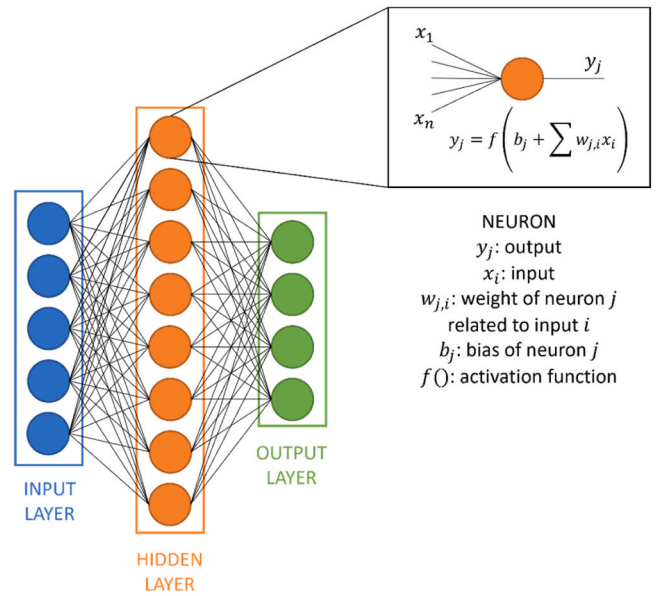 x₁
xₙ
yⱼ
yⱼ = f(bⱼ + ∑ wⱼ,ᵢxᵢ)
NEURON
yⱼ: output
xᵢ: input
wⱼ,ᵢ: weight of neuron j
related to input i
bⱼ: bias of neuron j
f(): activation function
INPUT
LAYER
HIDDEN
LAYER
OUTPUT
LAYER